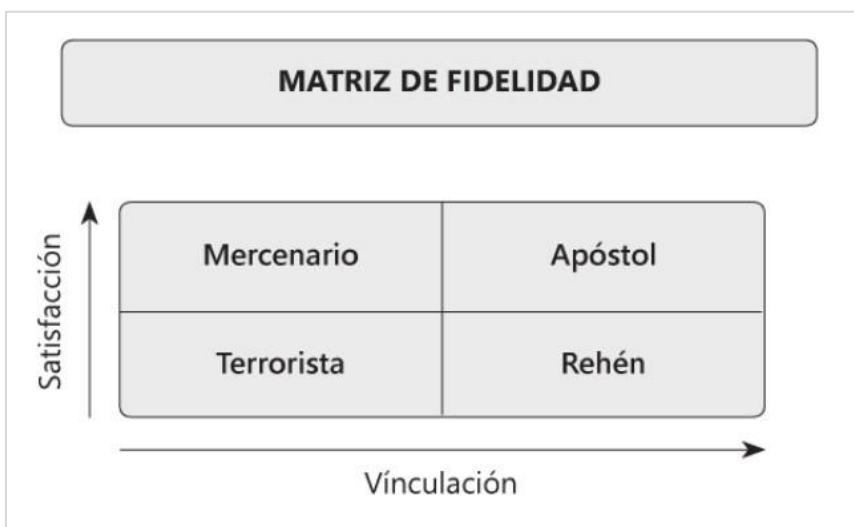 MATRIZ DE FIDELIDAD
Satisfacción
Mercenario
Apóstol
Terrorista
Rehén
Vínculación